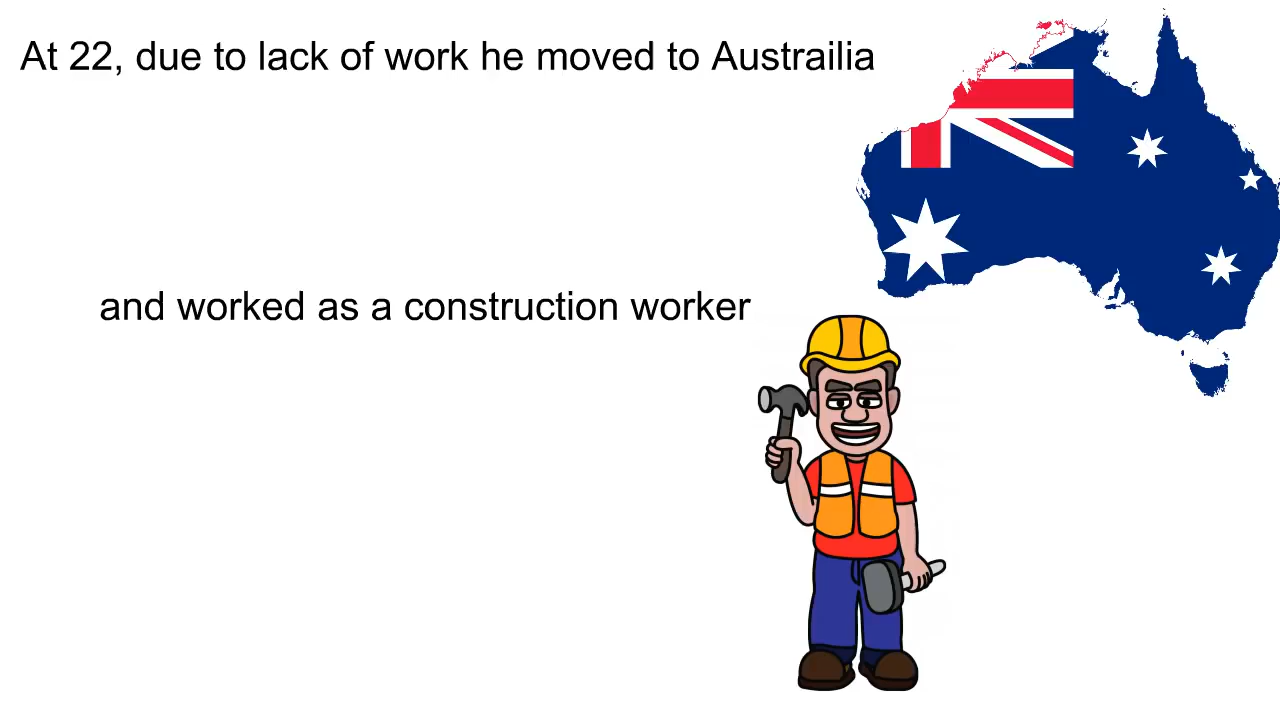 At 22, due to lack of work he moved to Austrailia
and worked as a construction worker